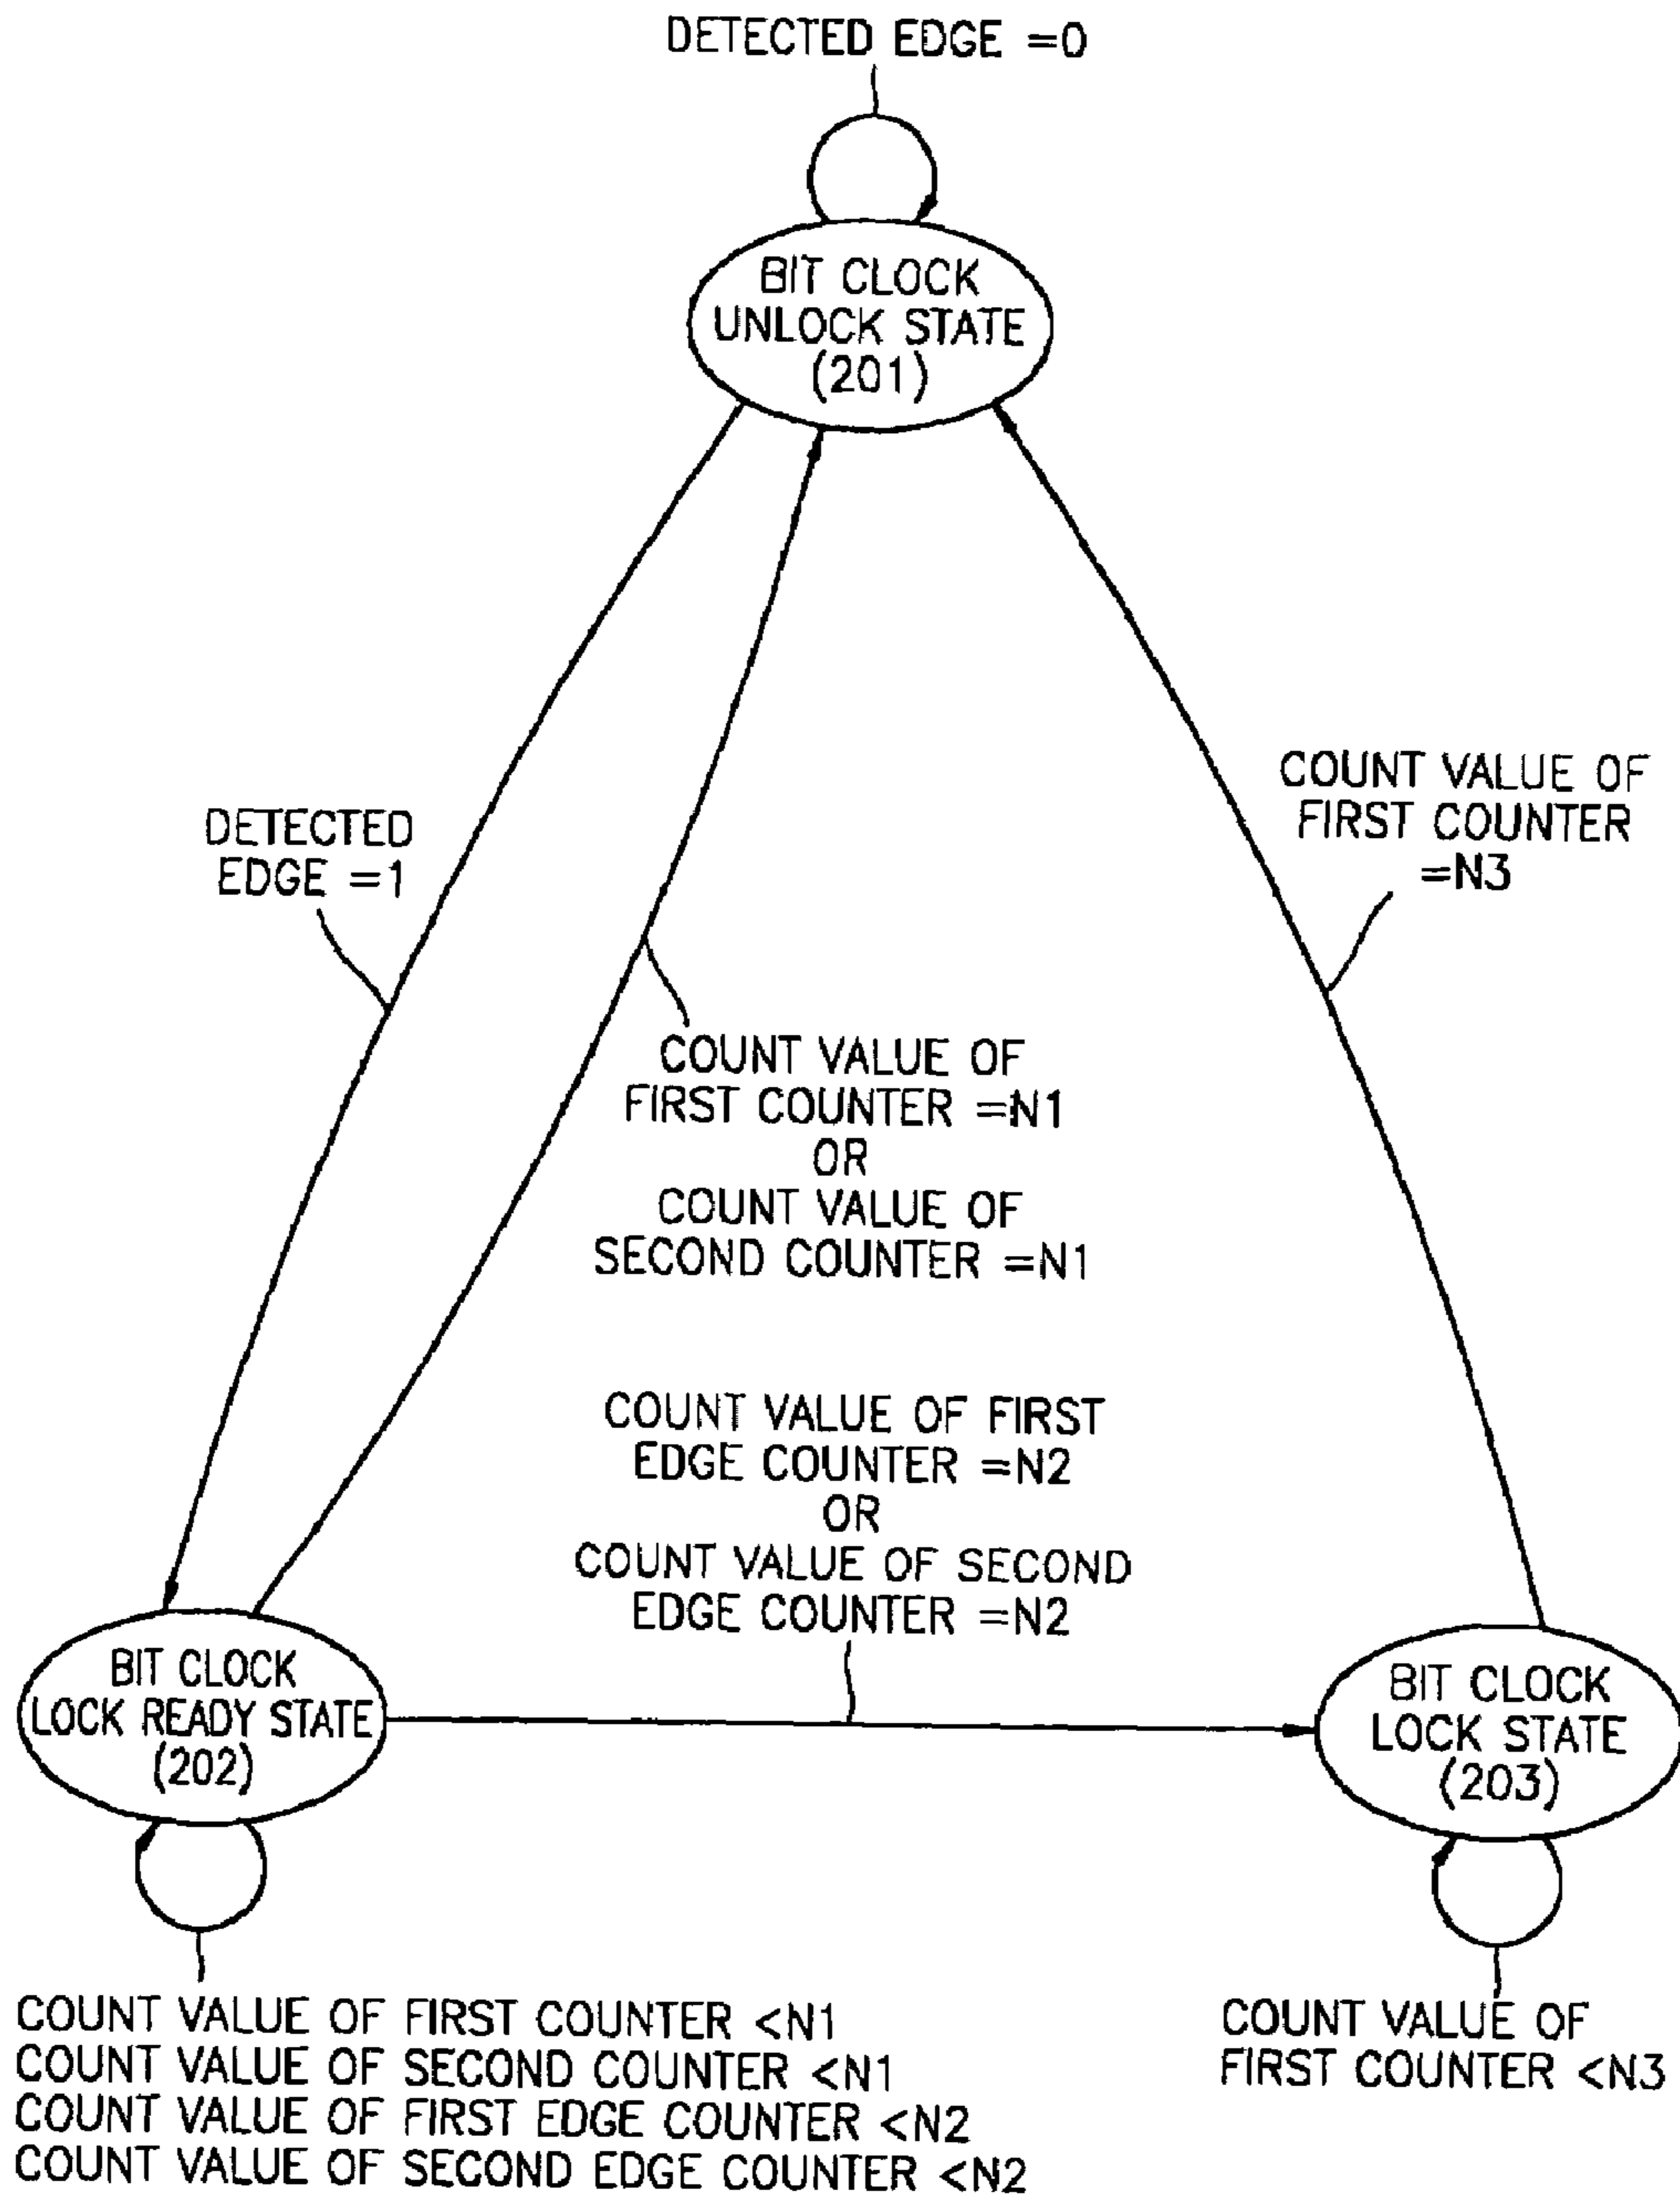 DETECTED EDGE =0
BIT CLOCK
UNLOCK STATE
(201)
DETECTED
EDGE =1
COUNT VALUE OF
FIRST COUNTER
=N3
COUNT VALUE OF
FIRST COUNTER =N1
OR
COUNT VALUE OF
SECOND COUNTER =N1
COUNT VALUE OF FIRST
EDGE COUNTER =N2
OR
COUNT VALUE OF SECOND
EDGE COUNTER =N2
BIT CLOCK
LOCK READY STATE
(202)
BIT CLOCK
LOCK STATE
(203)
COUNT VALUE OF FIRST COUNTER <N1
COUNT VALUE OF SECOND COUNTER <N1
COUNT VALUE OF FIRST EDGE COUNTER <N2
COUNT VALUE OF SECOND EDGE COUNTER <N2
COUNT VALUE OF
FIRST COUNTER <N3